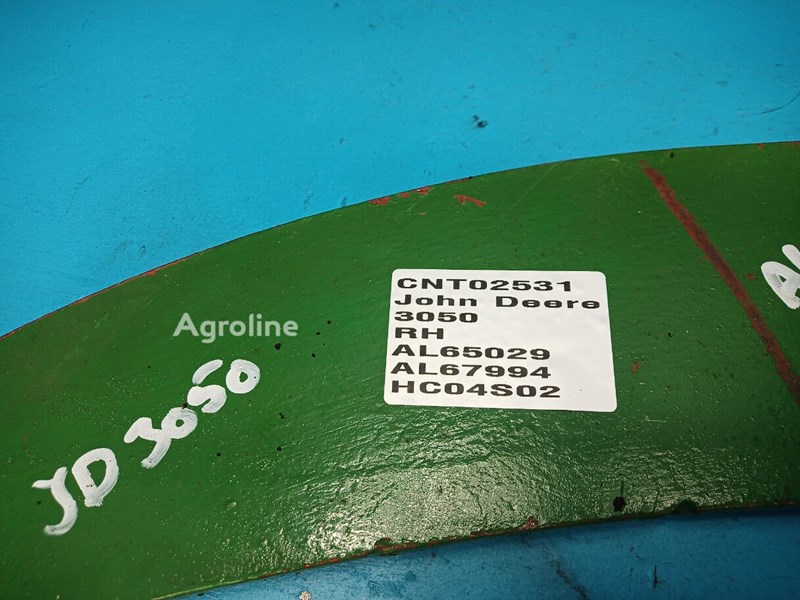 CNT02531
John Deere
3050
RH
AL65029
AL67994
HC04S02
Agroline
JD 3050